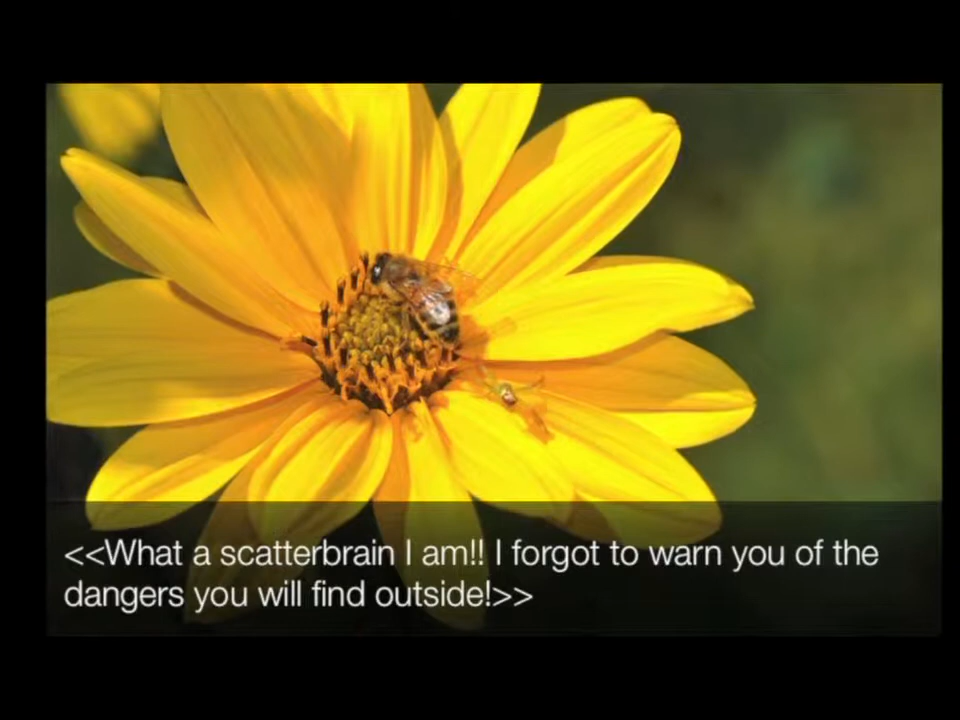 <<What a scatterbrain I am!! I forgot to warn you of the
dangers you will find outside!>>